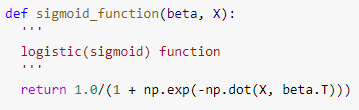 def sigmoid_function(beta, X):
  '''
  logistic(sigmoid) function
  '''
  return 1.0/(1 + np.exp(-np.dot(X, beta.T)))